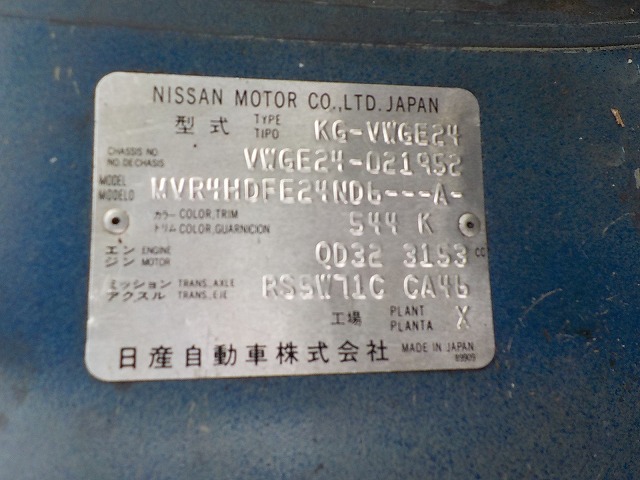 NISSAN MOTOR CO.,LTD. JAPAN
型式 TYPE TIPO KG-VWGE24
CHASSIS NO. NO. DE CHASIS VWGE24-021952
MODEL MODELO MVR4HDFE24ND6---A-
カラー COLOR,TRIM 544 K
トリム COLOR,GUARNICION
エンジン ENGINE MOTOR QD32 3153 CC
ミッション TRANS.,AXLE RS5W71C CA46
アクスル TRANS.,EJE
工場 PLANT PLANTA X
日産自動車株式会社 MADE IN JAPAN
89909